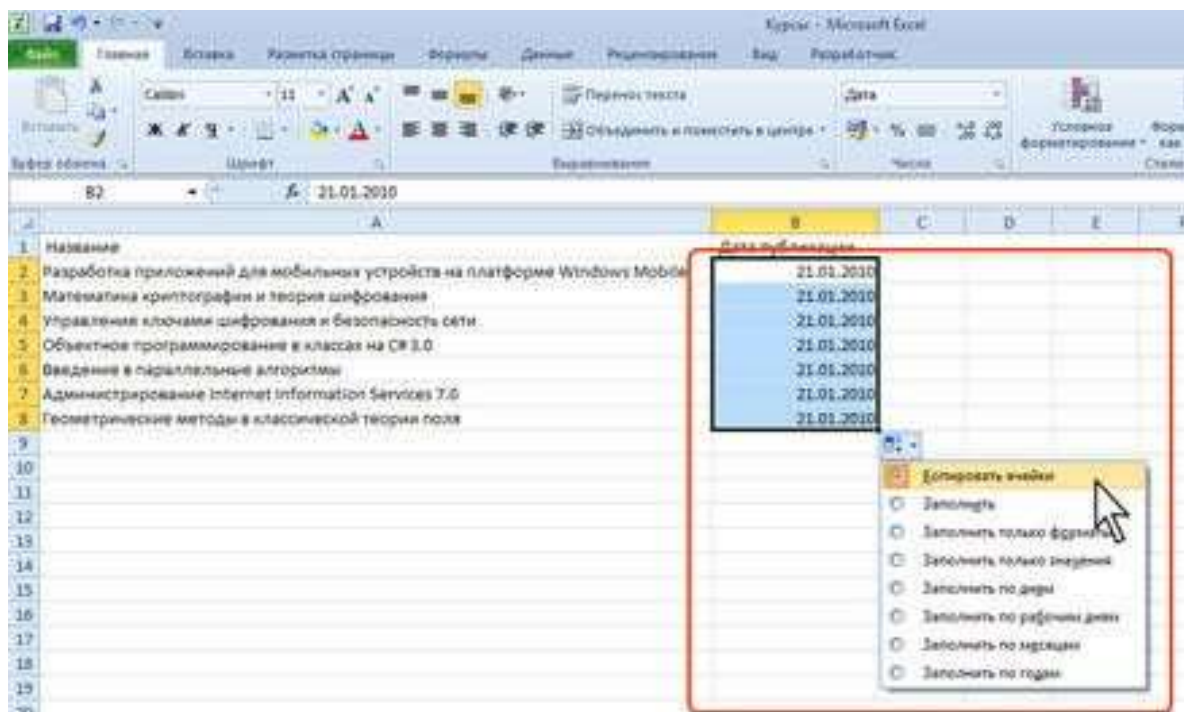 Курсы - Microsoft Excel
Файл Главная Вставка Разметка страницы Формулы Данные Рецензирование Вид Разработчик
Calibri 11 Перенос текста Дата
Вставить Ж К Ч Объединить и поместить в центре % 000 Условное форматирование
Буфер обмена Шрифт Выравнивание Число
B2 fx 21.01.2010
A B C D E
1 Название Дата публикации
2 Разработка приложений для мобильных устройств на платформе Windows Mobile 21.01.2010
3 Математика криптографии и теория шифрования 21.01.2010
4 Управление ключами шифрования и безопасность сети 21.01.2010
5 Объектное программирование в классах на C# 3.0 21.01.2010
6 Введение в параллельные алгоритмы 21.01.2010
7 Администрирование Internet Information Services 7.0 21.01.2010
8 Геометрические методы в классической теории поля 21.01.2010
9
10 Копировать ячейки
11 Заполнить
12 Заполнить только форматы
13 Заполнить только значения
14
15 Заполнить по дням
16 Заполнить по рабочим дням
17 Заполнить по месяцам
18 Заполнить по годам
19
20